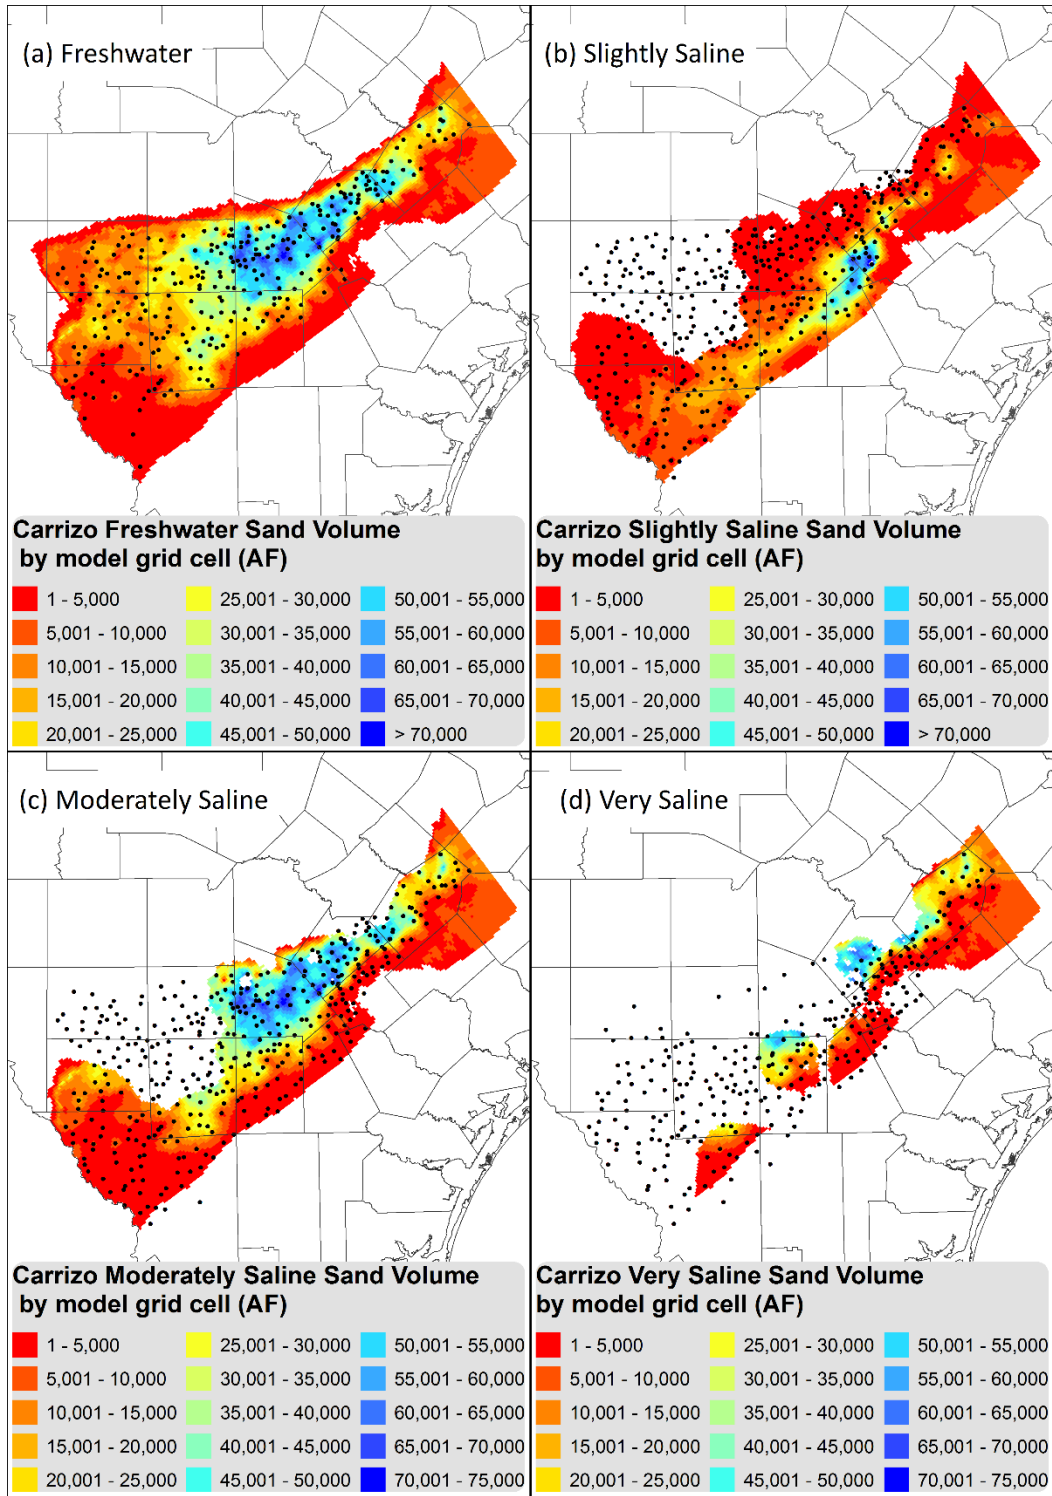 (a) Freshwater
Carrizo Freshwater Sand Volume
by model grid cell (AF)
1 - 5,000
25,001 - 30,000
50,001 - 55,000
5,001 - 10,000
30,001 - 35,000
55,001 - 60,000
10,001 - 15,000
35,001 - 40,000
60,001 - 65,000
15,001 - 20,000
40,001 - 45,000
65,001 - 70,000
20,001 - 25,000
45,001 - 50,000
> 70,000
(b) Slightly Saline
Carrizo Slightly Saline Sand Volume
by model grid cell (AF)
1 - 5,000
25,001 - 30,000
50,001 - 55,000
5,001 - 10,000
30,001 - 35,000
55,001 - 60,000
10,001 - 15,000
35,001 - 40,000
60,001 - 65,000
15,001 - 20,000
40,001 - 45,000
65,001 - 70,000
20,001 - 25,000
45,001 - 50,000
> 70,000
(c) Moderately Saline
Carrizo Moderately Saline Sand Volume
by model grid cell (AF)
1 - 5,000
25,001 - 30,000
50,001 - 55,000
5,001 - 10,000
30,001 - 35,000
55,001 - 60,000
10,001 - 15,000
35,001 - 40,000
60,001 - 65,000
15,001 - 20,000
40,001 - 45,000
65,001 - 70,000
20,001 - 25,000
45,001 - 50,000
70,001 - 75,000
(d) Very Saline
Carrizo Very Saline Sand Volume
by model grid cell (AF)
1 - 5,000
25,001 - 30,000
50,001 - 55,000
5,001 - 10,000
30,001 - 35,000
55,001 - 60,000
10,001 - 15,000
35,001 - 40,000
60,001 - 65,000
15,001 - 20,000
40,001 - 45,000
65,001 - 70,000
20,001 - 25,000
45,001 - 50,000
70,001 - 75,000